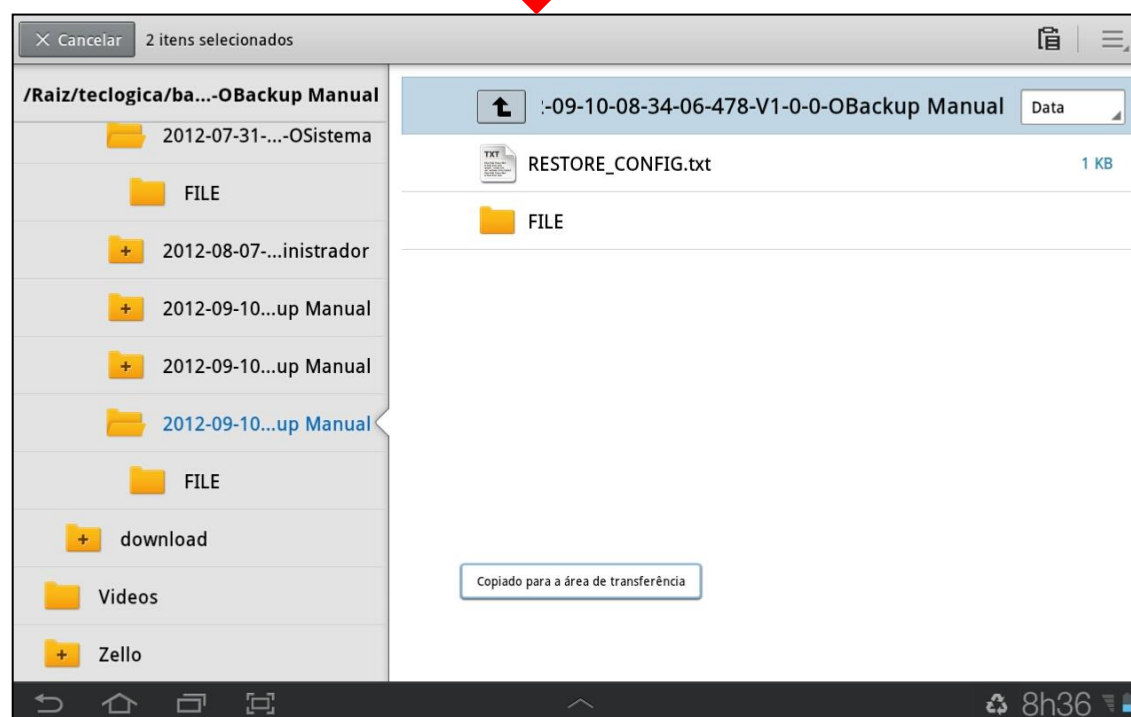 Cancelar 2 itens selecionados
/Raiz/teclogica/ba...-OBackup Manual
2012-07-31-...-OSistema
FILE
2012-08-07-...inistrador
2012-09-10...up Manual
2012-09-10...up Manual
2012-09-10...up Manual
FILE
download
Videos
Zello
-09-10-08-34-06-478-V1-0-0-OBackup Manual Data
TXT RESTORE_CONFIG.txt 1 KB
FILE
Copiado para a área de transferência
8h36